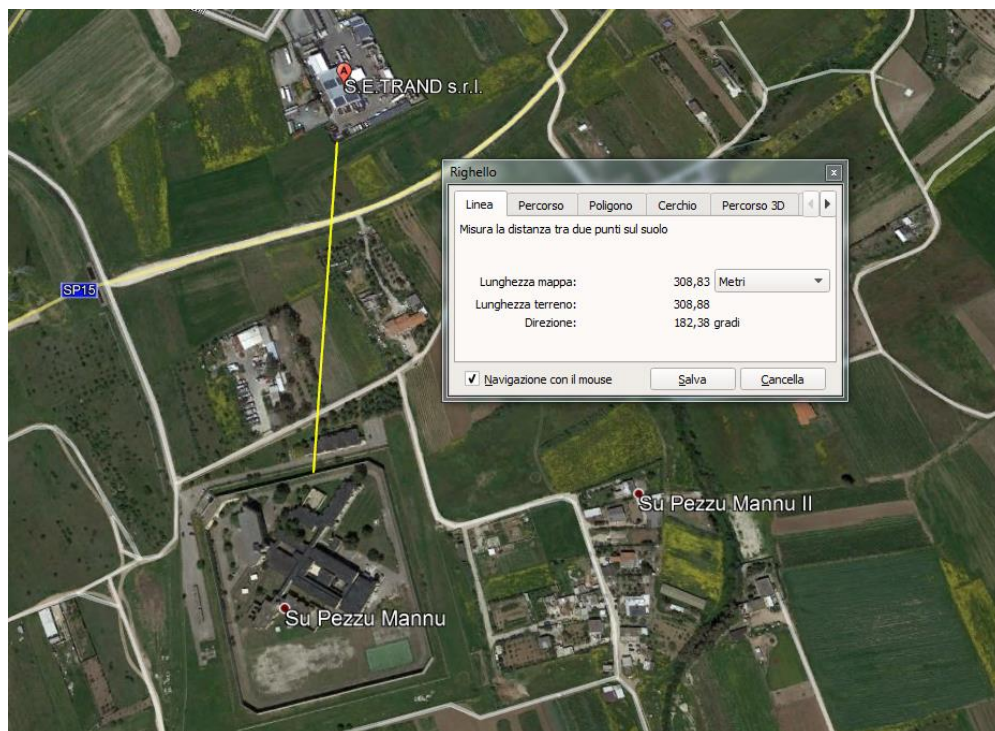 A
S.E.TRAND s.r.l.
Righello
x
Linea Percorso Poligono Cerchio Percorso 3D
Misura la distanza tra due punti sul suolo
Lunghezza mappa: 308,83 Metri
Lunghezza terreno: 308,88
Direzione: 182,38 gradi
Navigazione con il mouse Salva Cancella
SP15
Su Pezzu Mannu II
Su Pezzu Mannu